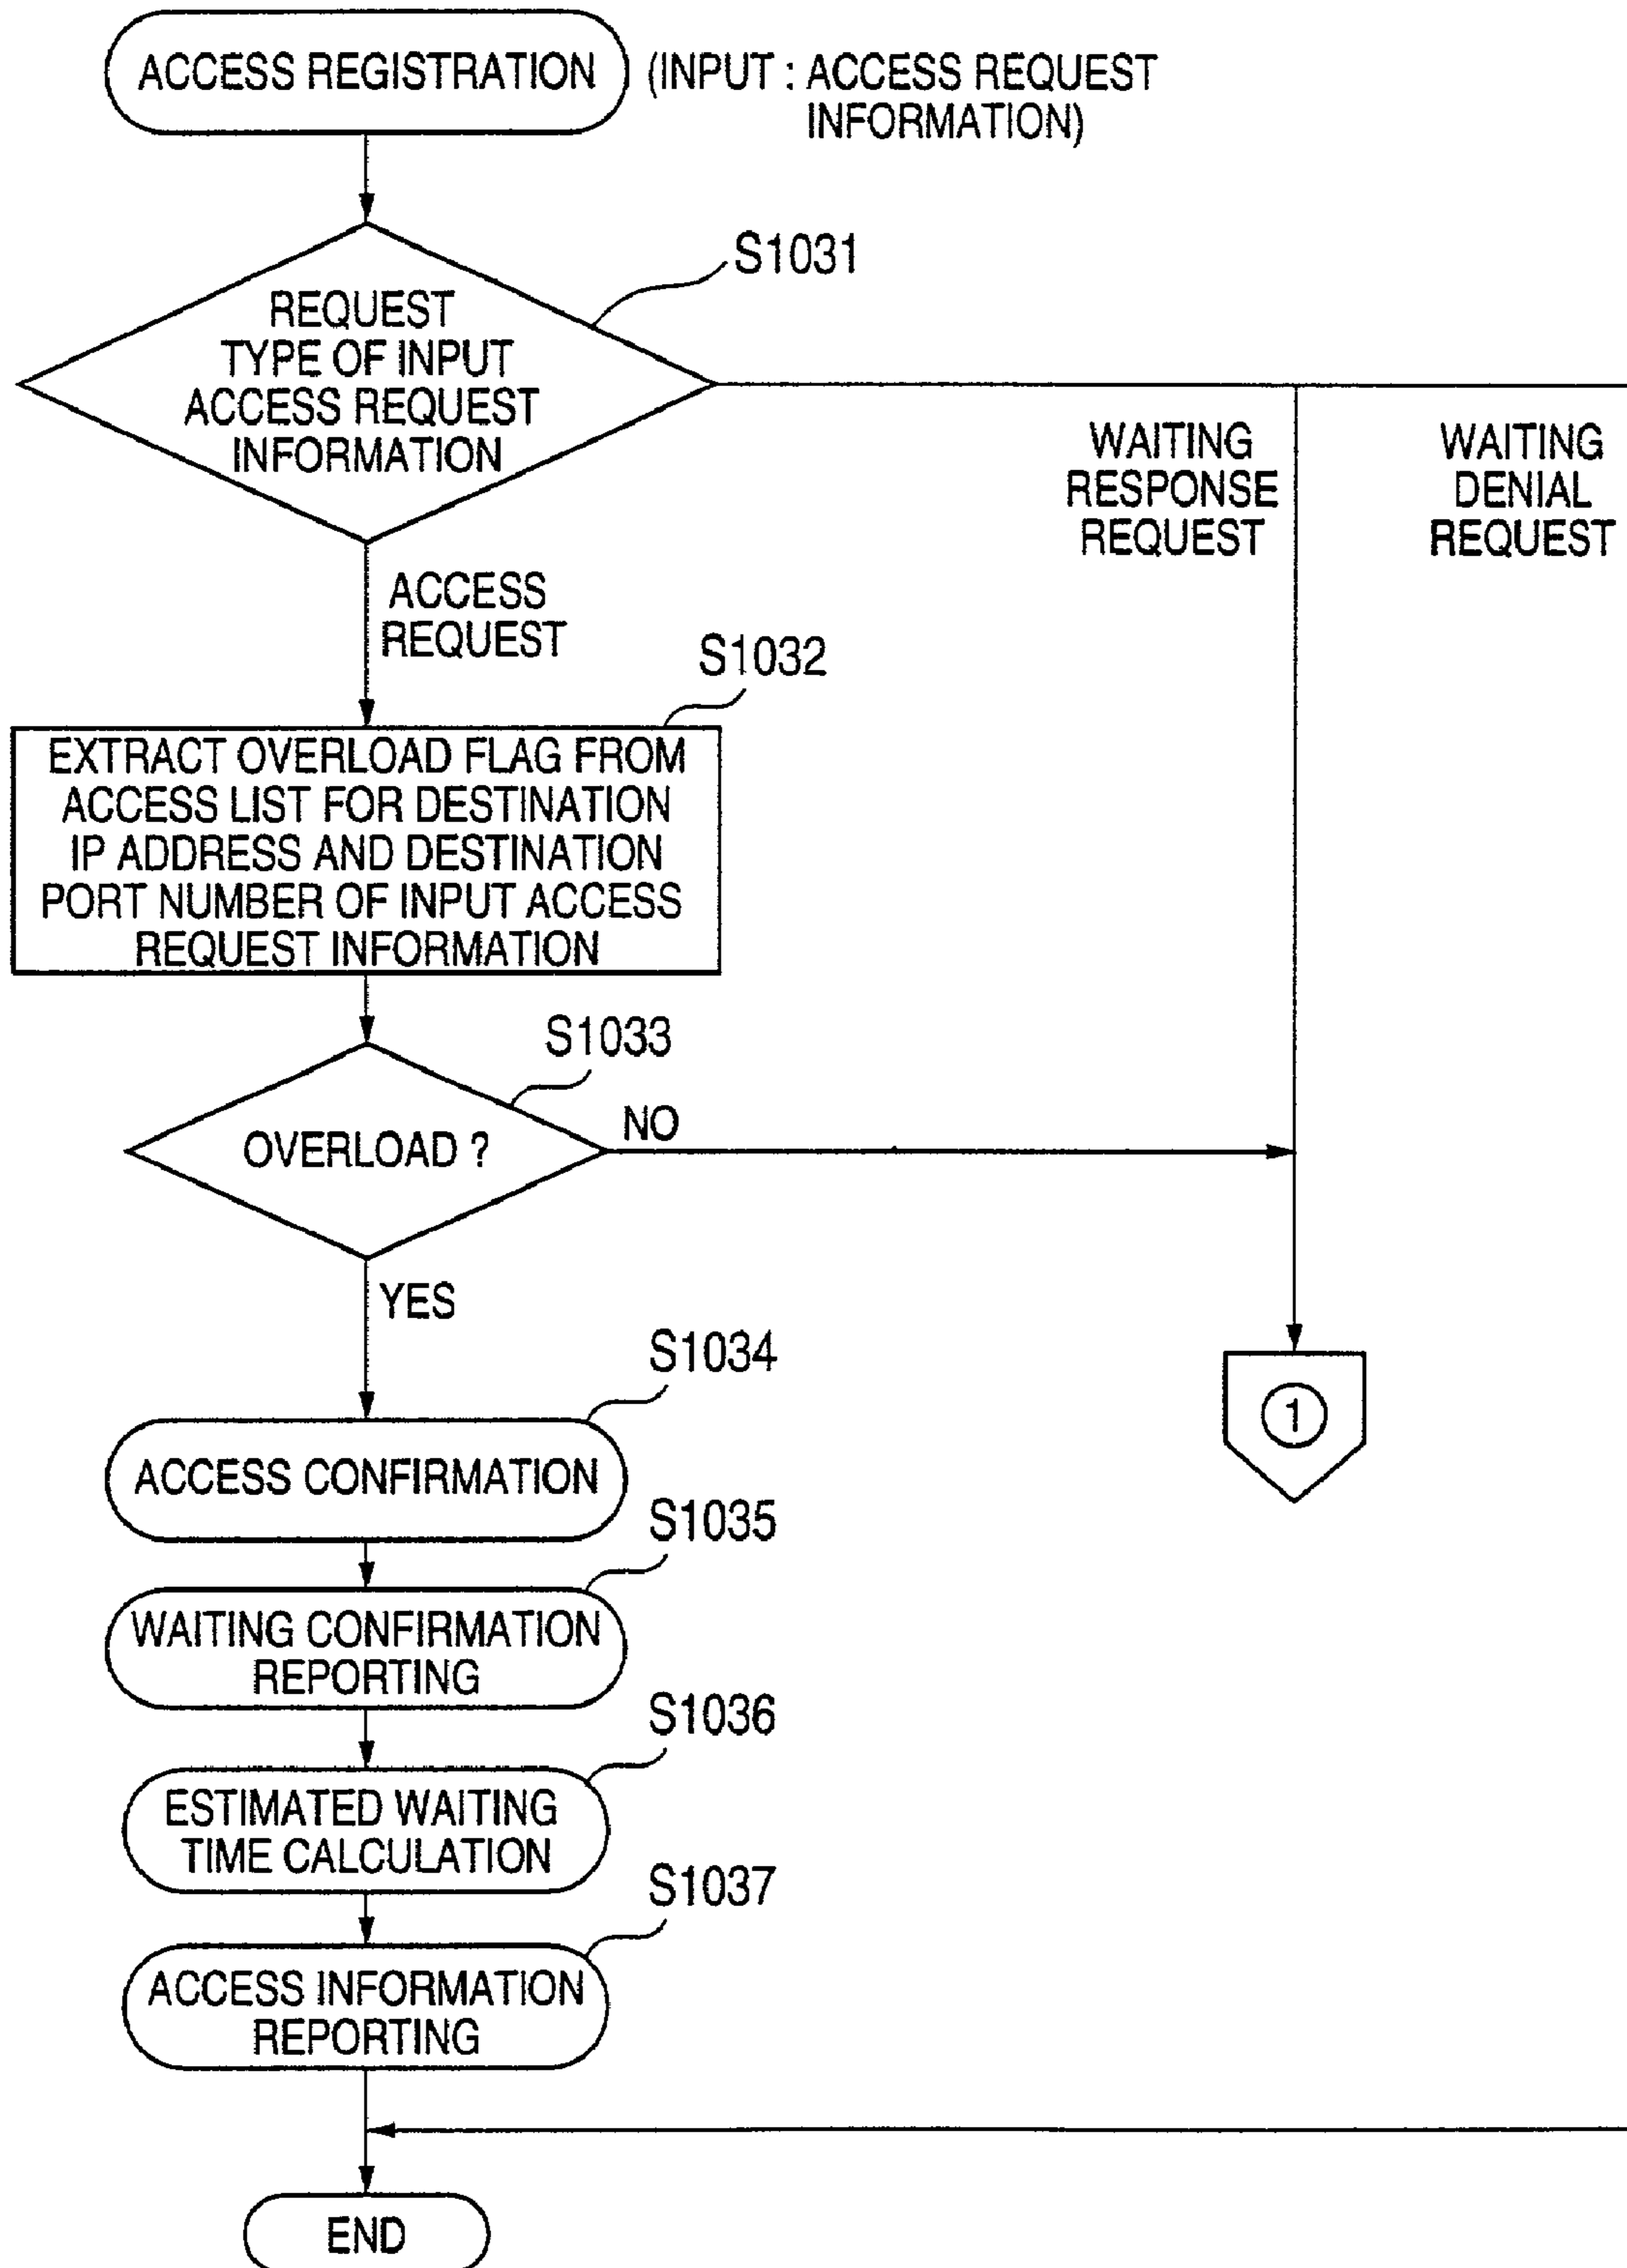 ACCESS REGISTRATION
(INPUT : ACCESS REQUEST
INFORMATION)
S1031
REQUEST
TYPE OF INPUT
ACCESS REQUEST
INFORMATION
WAITING
RESPONSE
REQUEST
WAITING
DENIAL
REQUEST
ACCESS
REQUEST
S1032
EXTRACT OVERLOAD FLAG FROM
ACCESS LIST FOR DESTINATION
IP ADDRESS AND DESTINATION
PORT NUMBER OF INPUT ACCESS
REQUEST INFORMATION
S1033
OVERLOAD ?
NO
YES
S1034
ACCESS CONFIRMATION
1
S1035
WAITING CONFIRMATION
REPORTING
S1036
ESTIMATED WAITING
TIME CALCULATION
S1037
ACCESS INFORMATION
REPORTING
END